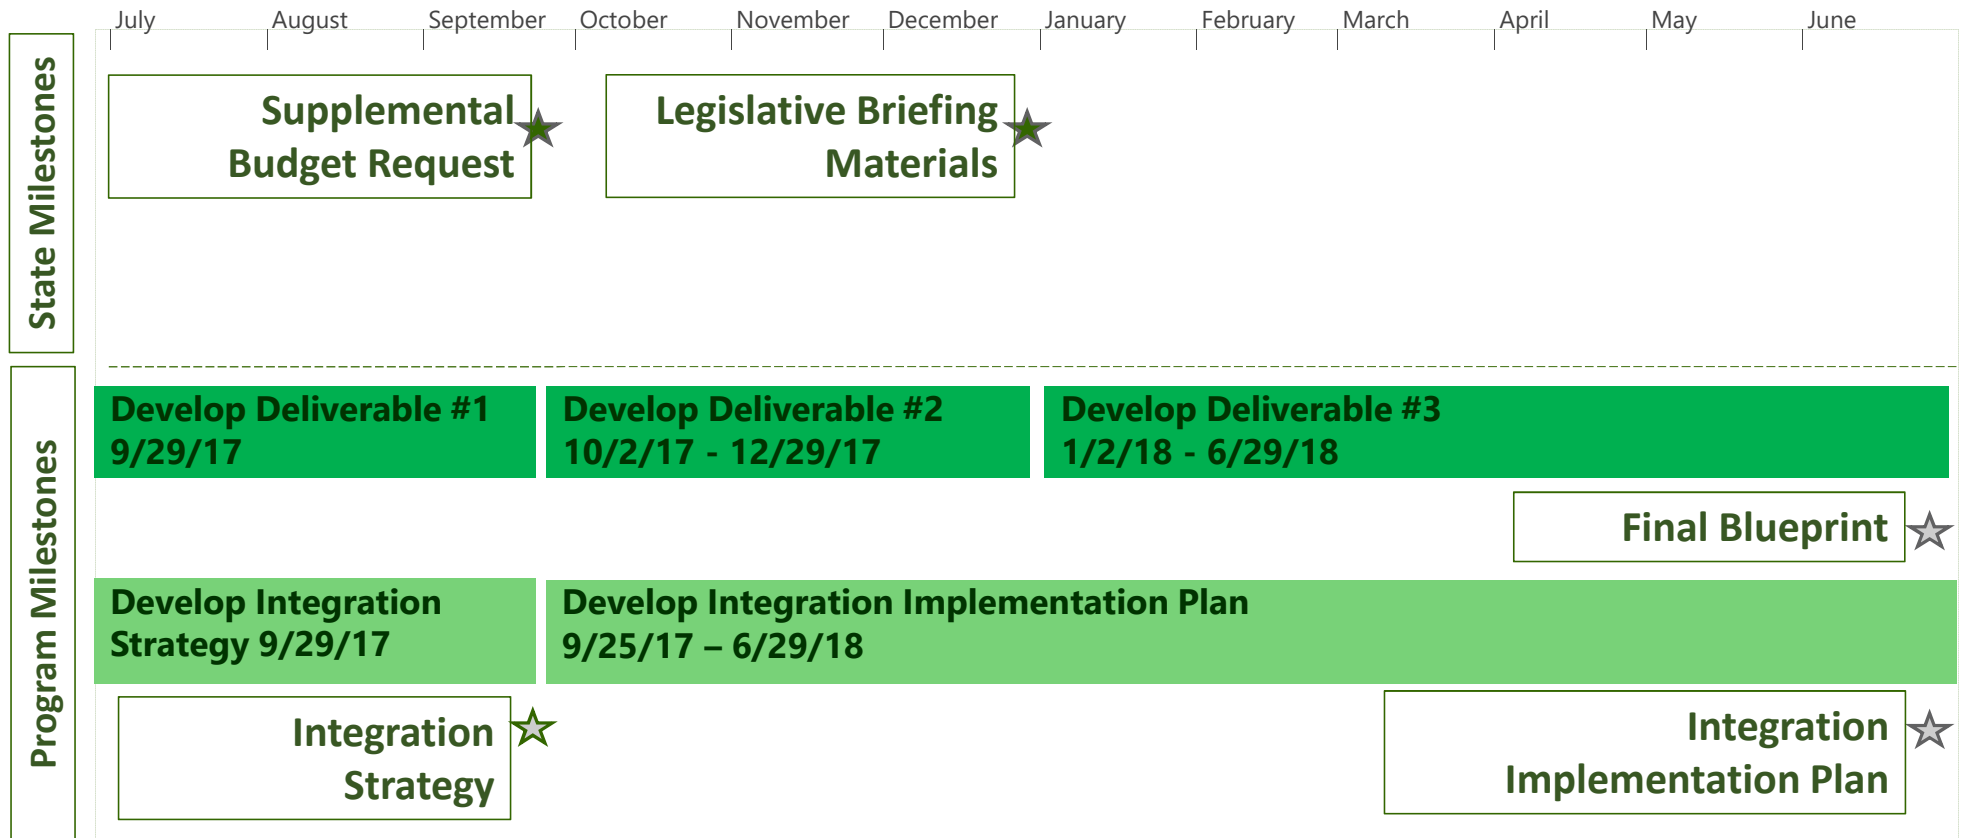 July August September October November December January February March April May June
State Milestones
Supplemental
Budget Request
Legislative Briefing
Materials
Program Milestones
Develop Deliverable #1
9/29/17
Develop Deliverable #2
10/2/17 - 12/29/17
Develop Deliverable #3
1/2/18 - 6/29/18
Final Blueprint
Develop Integration
Strategy 9/29/17
Develop Integration Implementation Plan
9/25/17 – 6/29/18
Integration
Strategy
Integration
Implementation Plan